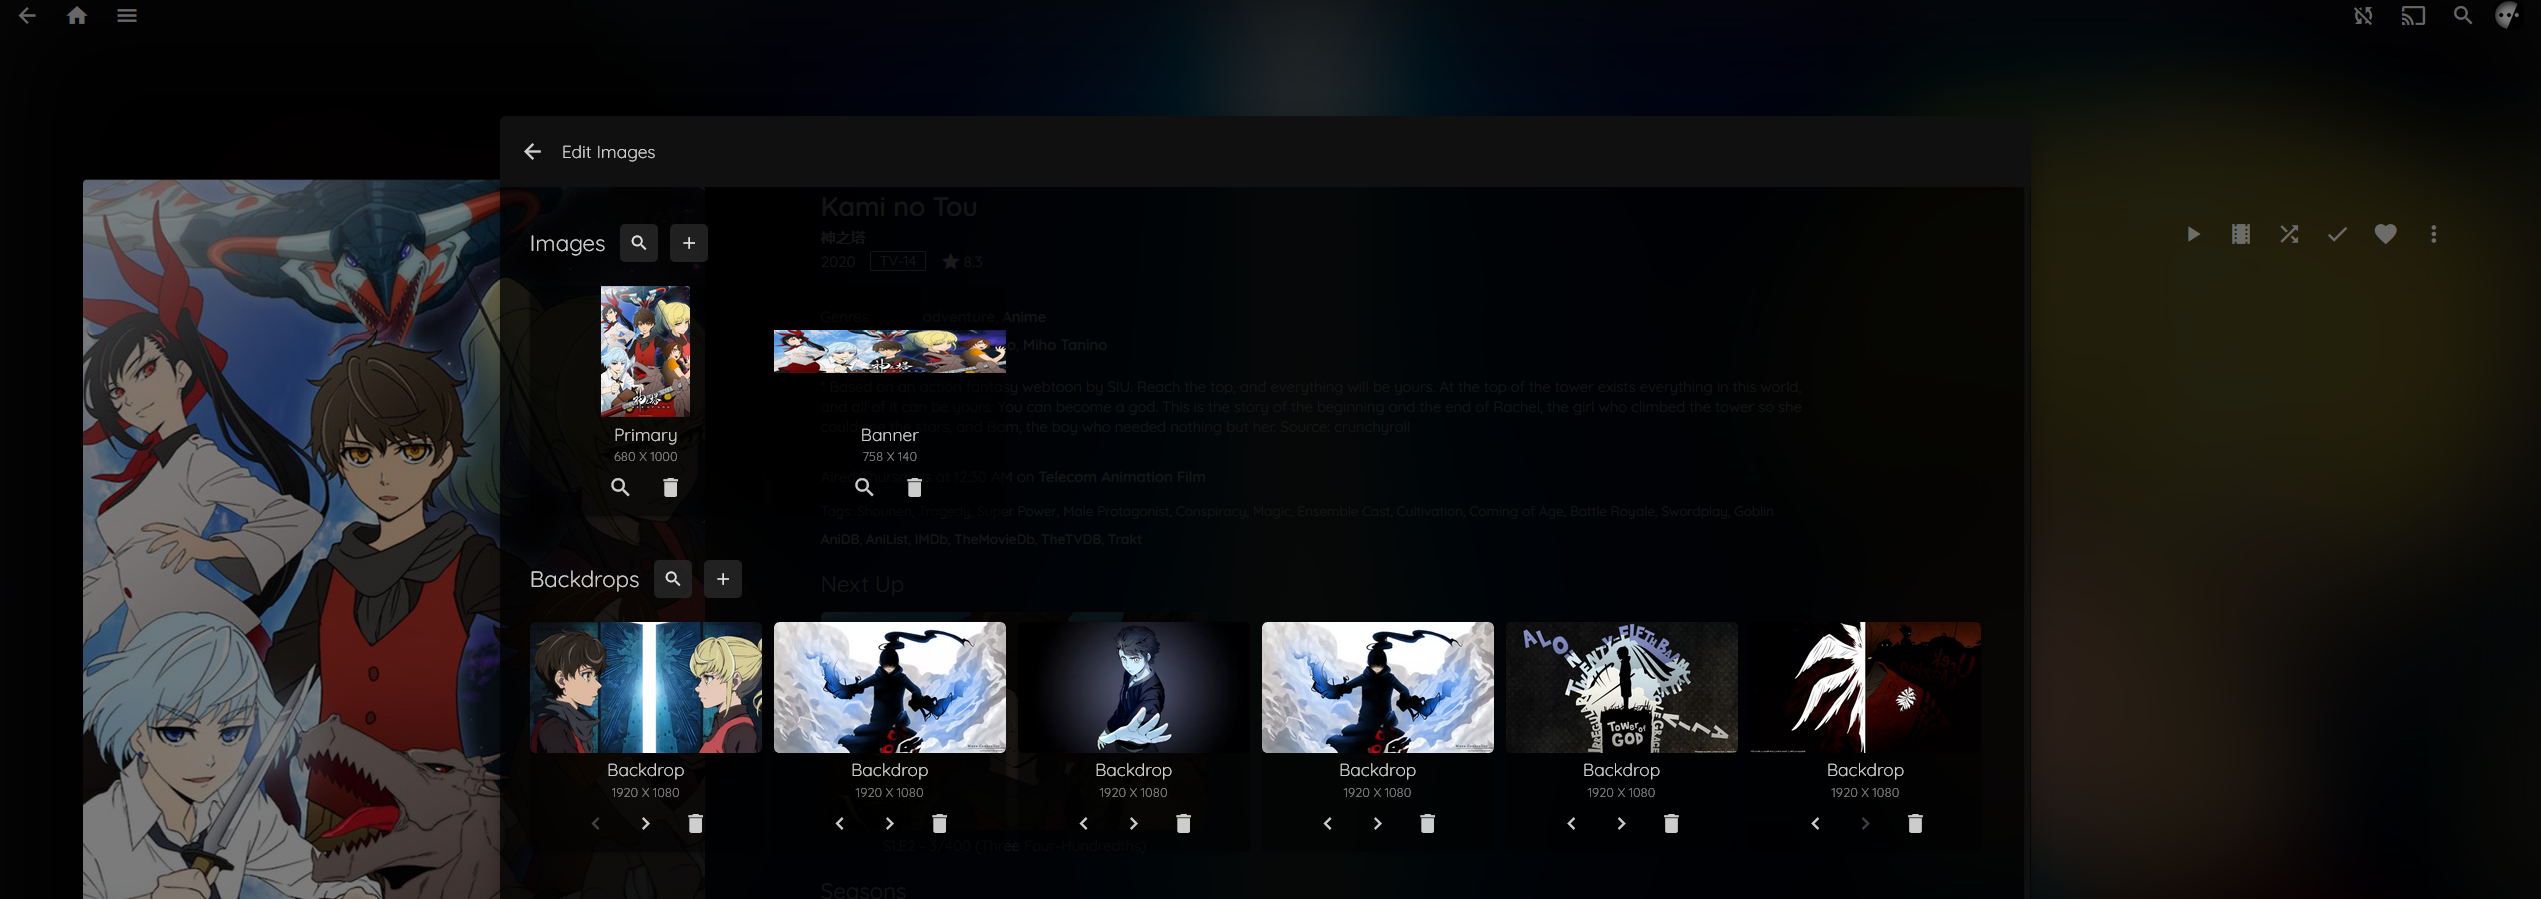 Edit Images
Kami no Tou
神之塔
2020 TV-14 8.3
Images
Genres adventure, Anime
o, Miho Tanino
Based on an action fantasy webtoon by SIU. Reach the top, and everything will be yours. At the top of the tower exists everything in this world,
and all of it can be yours. You can become a god. This is the story of the beginning and the end of Rachel, the girl who climbed the tower so she
could stars, and Bam, the boy who needed nothing but her. Source: crunchyroll
Primary
680 X 1000
Banner
758 X 140
Aired at 12:30 AM on Telecom Animation Film
Tags: Shounen, Tragedy, Super Power, Male Protagonist, Conspiracy, Magic, Ensemble Cast, Cultivation, Coming of Age, Battle Royale, Swordplay, Goblin
AniDB, AniList, IMDb, TheMovieDb, TheTVDB, Trakt
Backdrops
Next Up
TOWER of
GOD
Backdrop
1920 X 1080
Backdrop
1920 X 1080
Backdrop
1920 X 1080
Backdrop
1920 X 1080
Backdrop
1920 X 1080
Backdrop
1920 X 1080
S1:E2 - 3/400 (Three Four-Hundredths)
Seasons